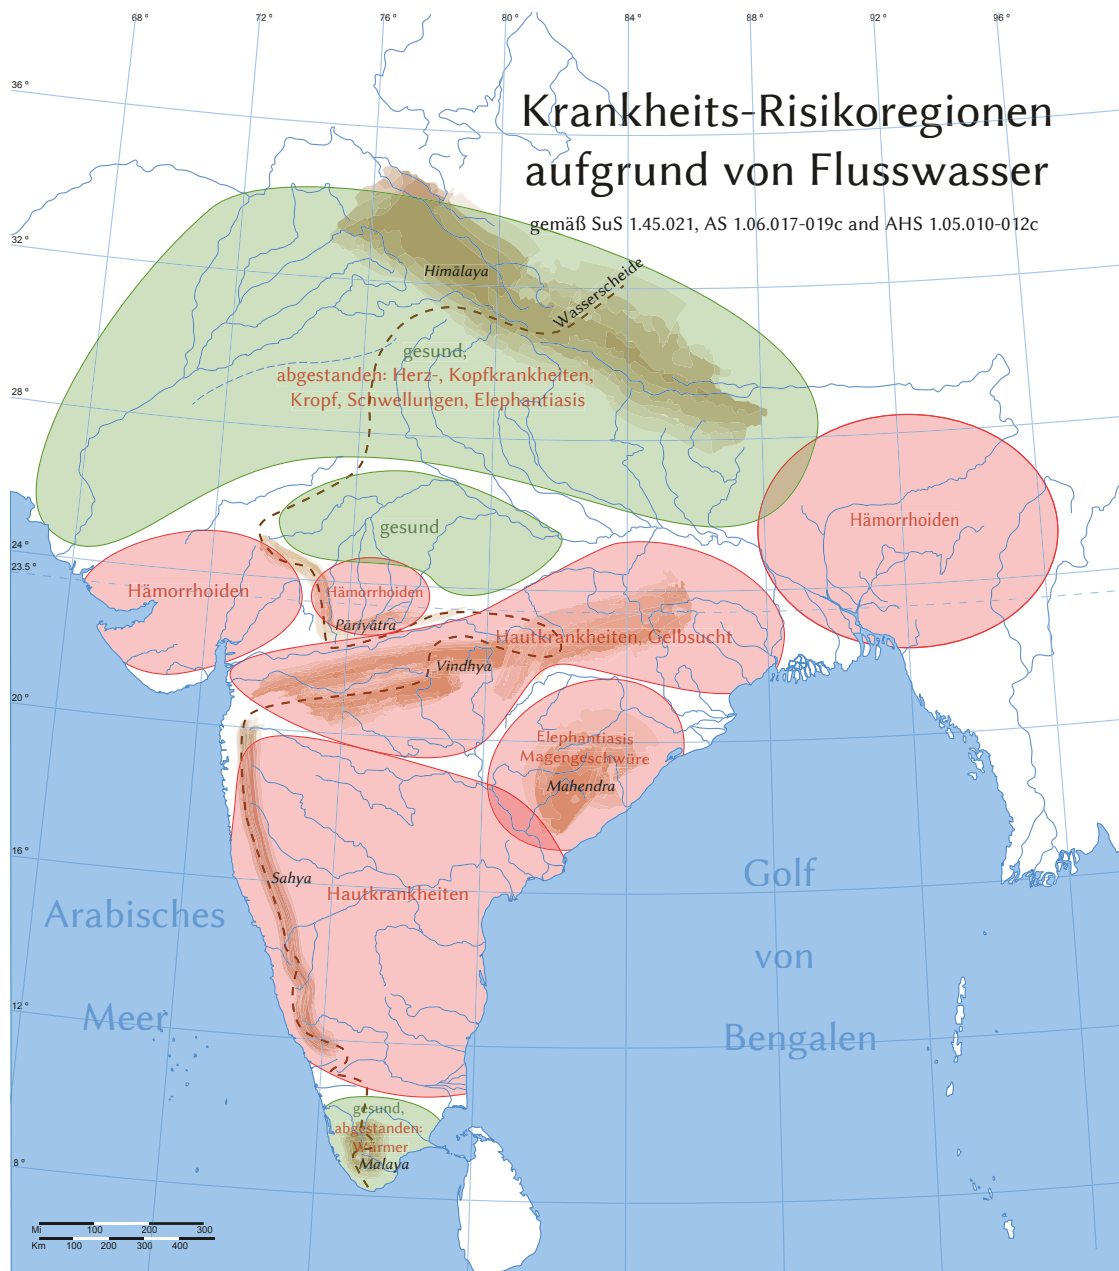 68 °
72 °
76 °
80 °
84 °
88 °
92 °
96 °
36 °
Krankheits-Risikoregionen
aufgrund von Flusswasser
gemäß SuS 1.45.021, AS 1.06.017-019c and AHS 1.05.010-012c
32 °
Himālaya
Wasserscheide
gesund,
abgestanden: Herz-, Kopfkrankheiten,
Kropf, Schwellungen, Elephantiasis
28 °
Hämorrhoiden
gesund
24 °
23.5 °
Hämorrhoiden
Hämorrhoiden
Pāriyātra
Hautkrankheiten, Gelbsucht
Vindhya
20 °
Elephantiasis
Magengeschwüre
Mahendra
16 °
Sahya
Hautkrankheiten
Golf
von
Bengalen
Arabisches
Meer
12 °
gesund,
abgestanden:
Würmer
Malaya
8 °
Mi 100 200 300
Km 100 200 300 400